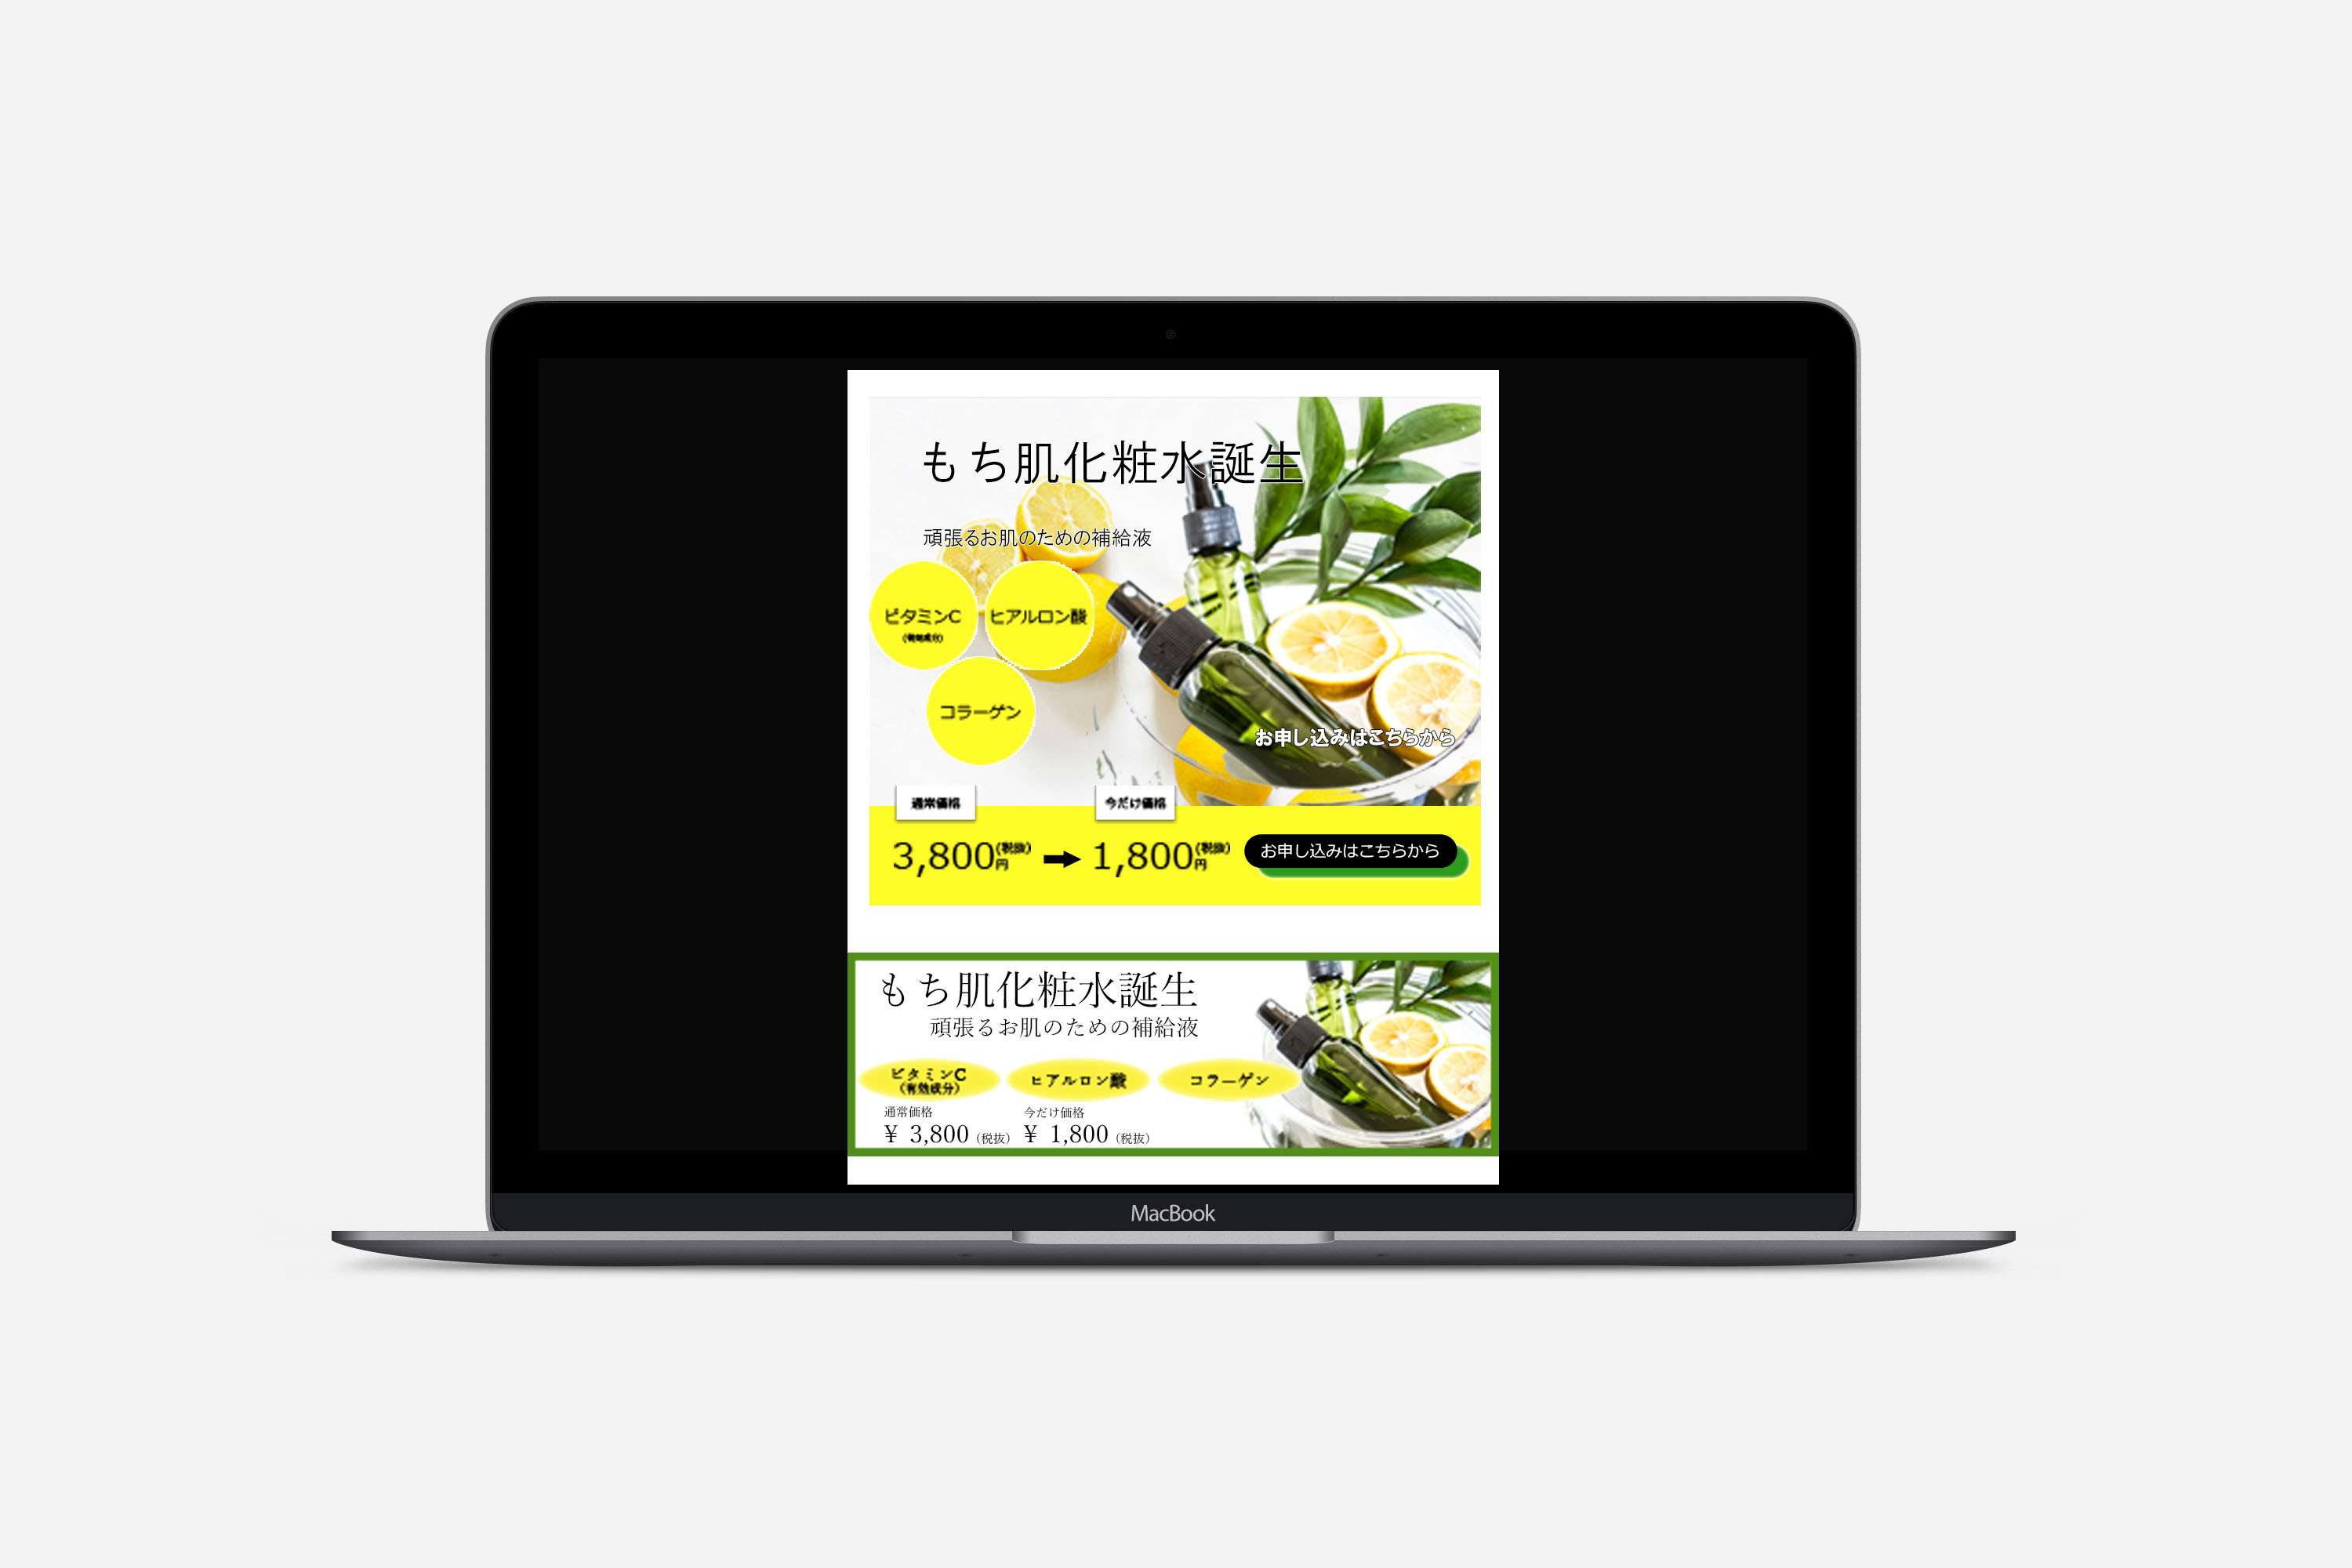 もち肌化粧水誕生
頑張るお肌のための補給液
ビタミンC
(有効成分)
ヒアルロン酸
コラーゲン
お申し込みはこちらから
通常価格
今だけ価格
3,800円(税抜)
1,800円(税抜)
お申し込みはこちらから
もち肌化粧水誕生
頑張るお肌のための補給液
ビタミンC
(有効成分)
ヒアルロン酸
コラーゲン
通常価格
今だけ価格
¥ 3,800 (税抜)
¥ 1,800 (税抜)
MacBook